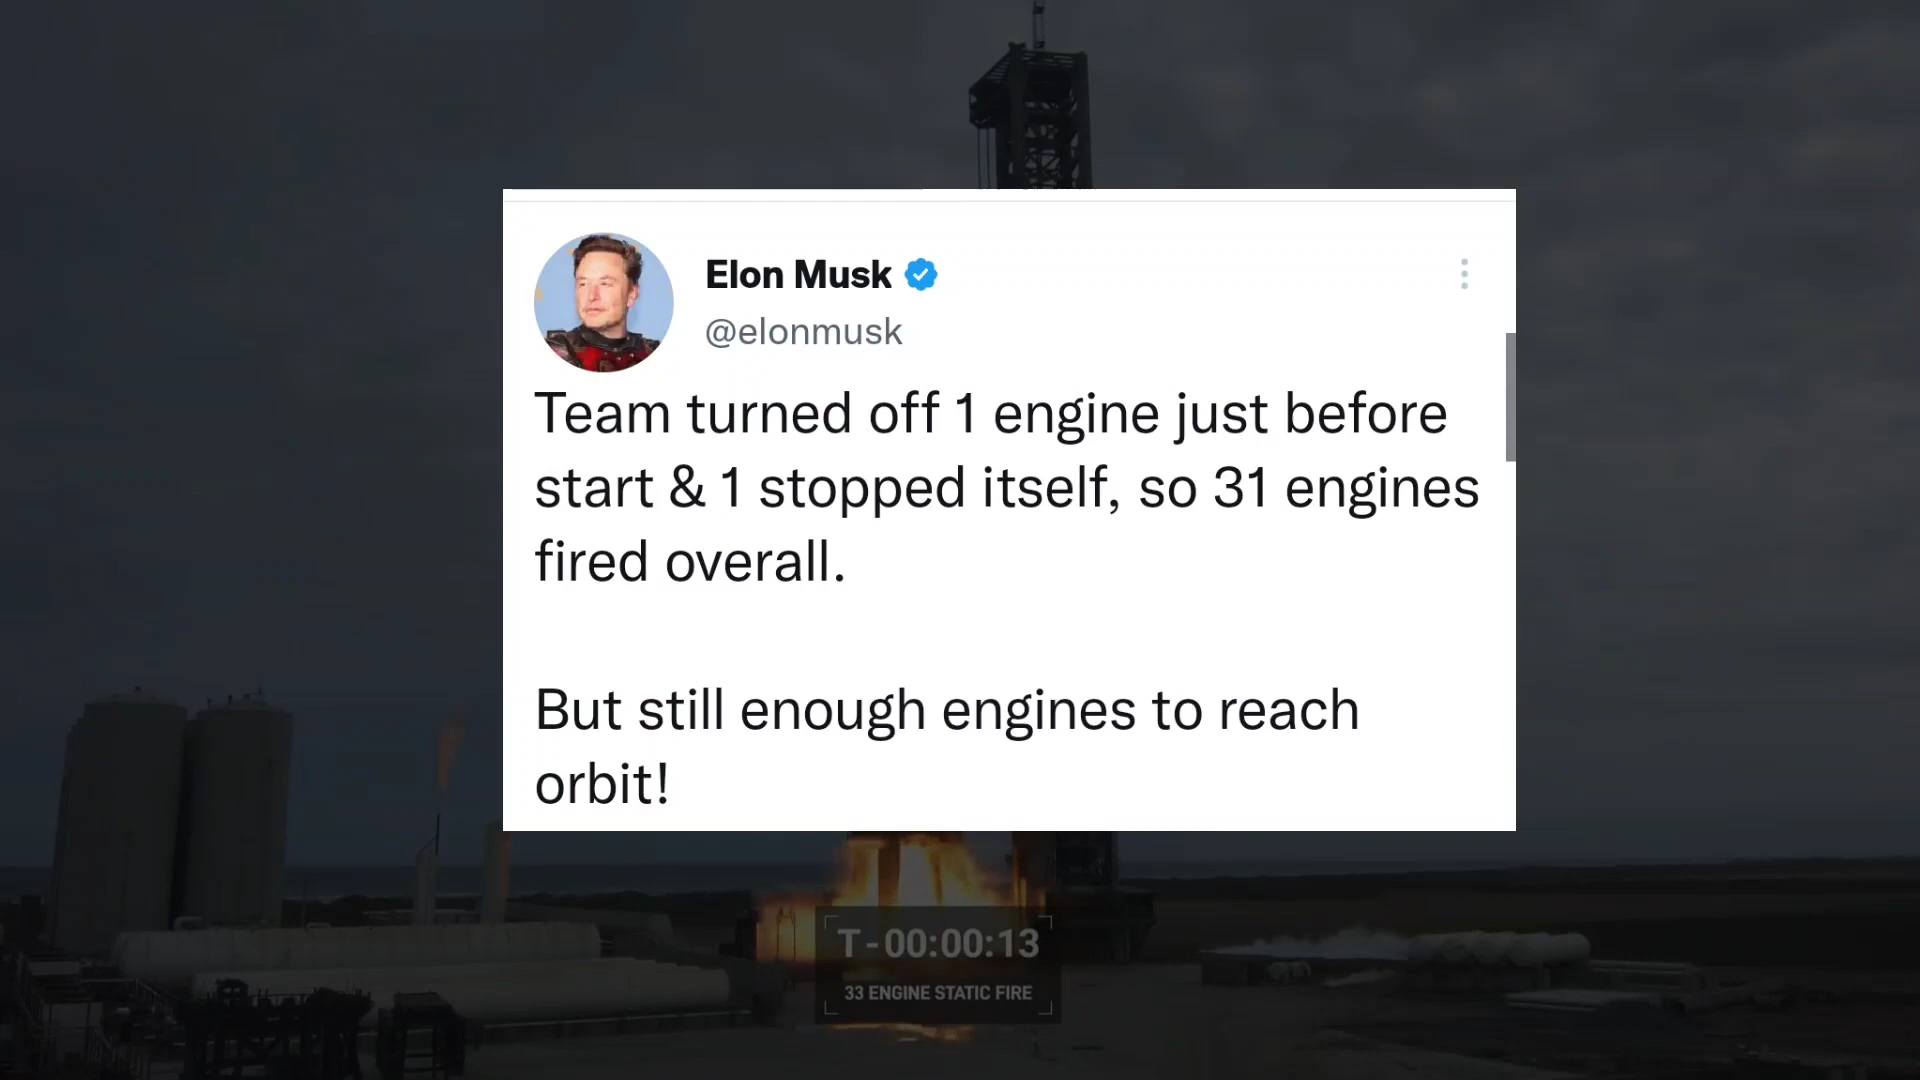 Elon Musk
@elonmusk
Team turned off 1 engine just before
start & 1 stopped itself, so 31 engines
fired overall.
But still enough engines to reach
orbit!
T-00:00:13
33 ENGINE STATIC FIRE